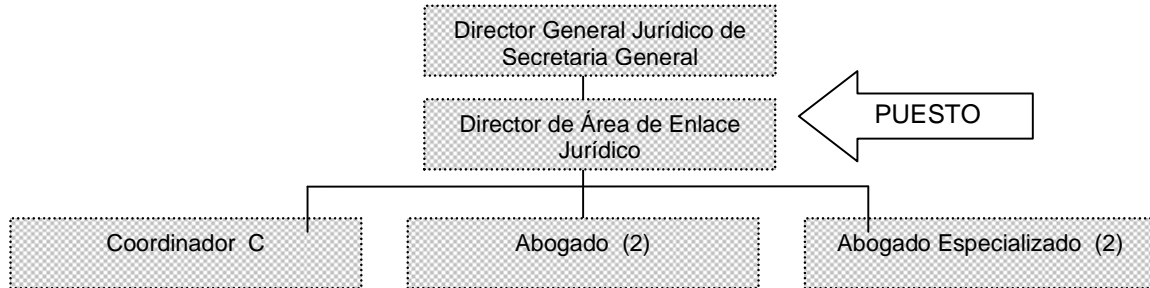 Director General Jurídico de
Secretaria General
Director de Área de Enlace
Jurídico
PUESTO
Coordinador C
Abogado (2)
Abogado Especializado (2)